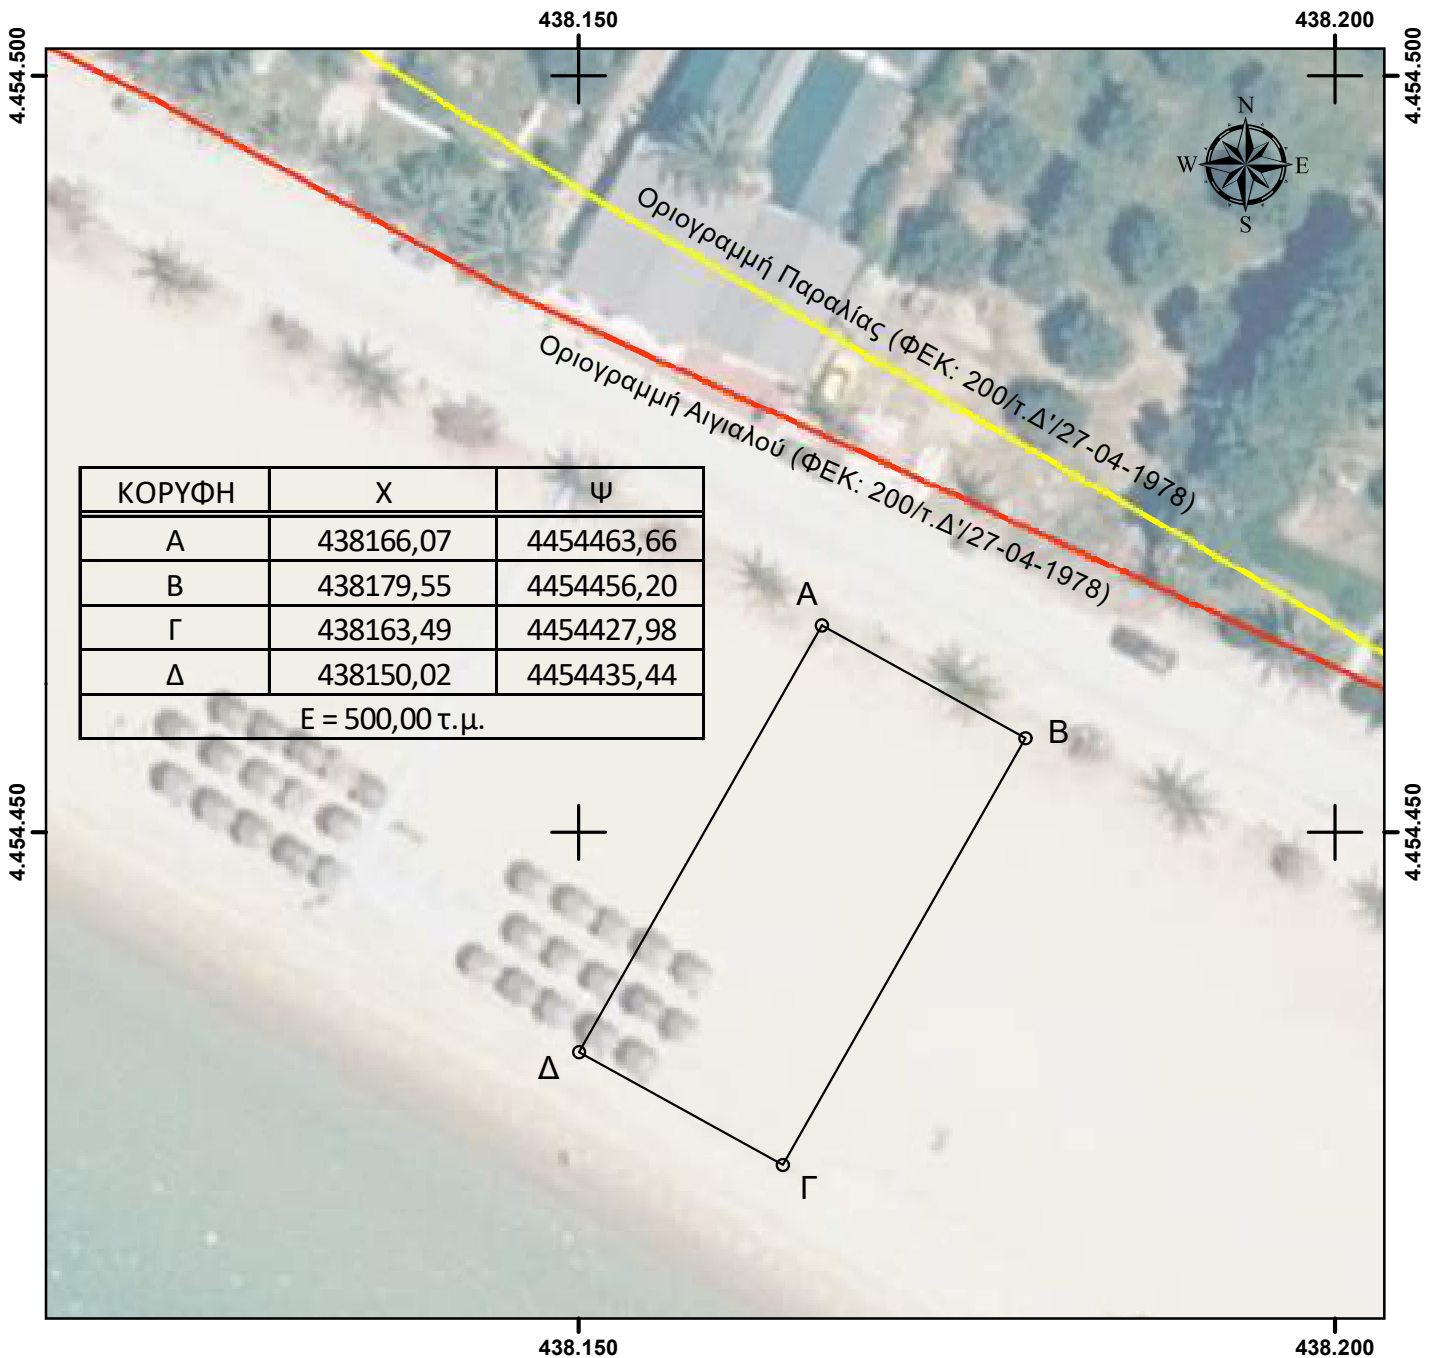 438.150 438.200
4.454.500 4.454.500
N
W E
S
Οριογραμμή Παραλίας (ΦΕΚ: 200/τ.Δ'/27-04-1978)
Οριογραμμή Αιγιαλού (ΦΕΚ: 200/τ.Δ'/27-04-1978)
ΚΟΡΥΦΗ Χ Ψ
Α 438166,07 4454463,66
Β 438179,55 4454456,20
Γ 438163,49 4454427,98
Δ 438150,02 4454435,44
Ε = 500,00 τ.μ.
Α
Β
4.454.450 4.454.450
Δ
Γ
438.150 438.200